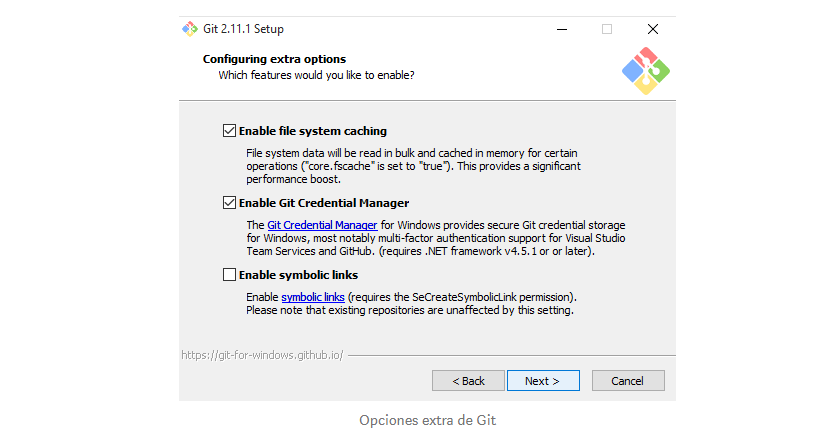 Git 2.11.1 Setup
Configuring extra options
Which features would you like to enable?
Enable file system caching
File system data will be read in bulk and cached in memory for certain
operations ("core.fscache" is set to "true"). This provides a significant
performance boost.
Enable Git Credential Manager
The Git Credential Manager for Windows provides secure Git credential storage
for Windows, most notably multi-factor authentication support for Visual Studio
Team Services and GitHub. (requires .NET framework v4.5.1 or or later).
Enable symbolic links
Enable symbolic links (requires the SeCreateSymbolicLink permission).
Please note that existing repositories are unaffected by this setting.
https://git-for-windows.github.io/
< Back Next > Cancel
Opciones extra de Git